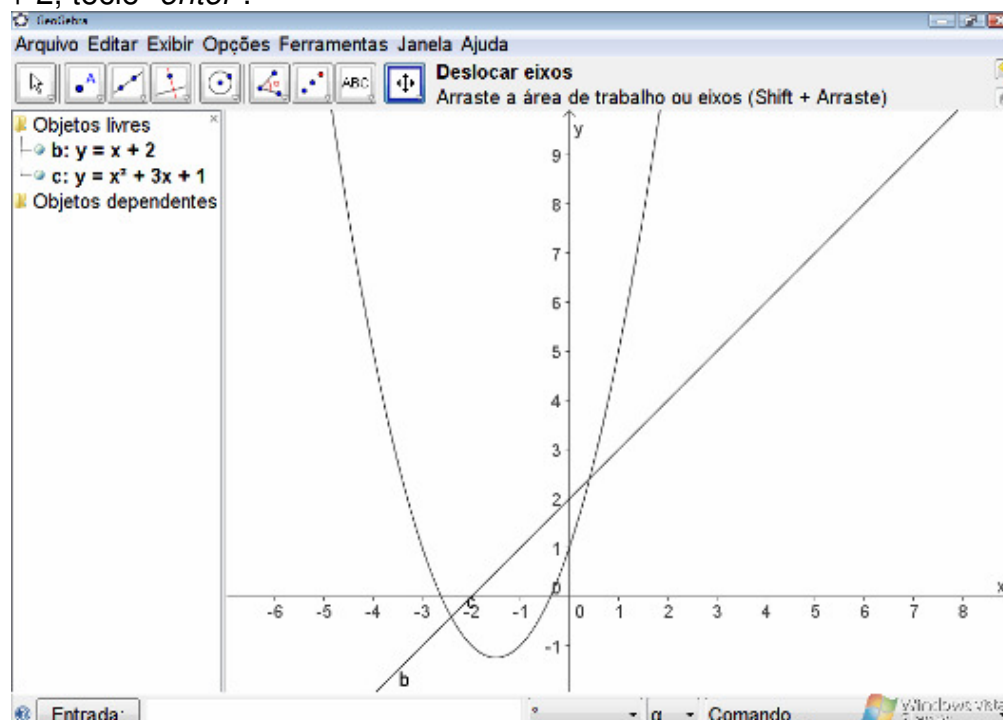 + 2, tecle "enter".
GeoGebra
Arquivo Editar Exibir Opções Ferramentas Janela Ajuda
ABC
Deslocar eixos
Arraste a área de trabalho ou eixos (Shift + Arraste)
Objetos livres
b: y = x + 2
c: y = x² + 3x + 1
Objetos dependentes
y
9
8
7
6
5
4
3
2
1
0
x
c
-6 -5 -4 -3 -2 -1 0 1 2 3 4 5 6 7 8
-1
b
Entrada:
° α Comando
Windows Vista